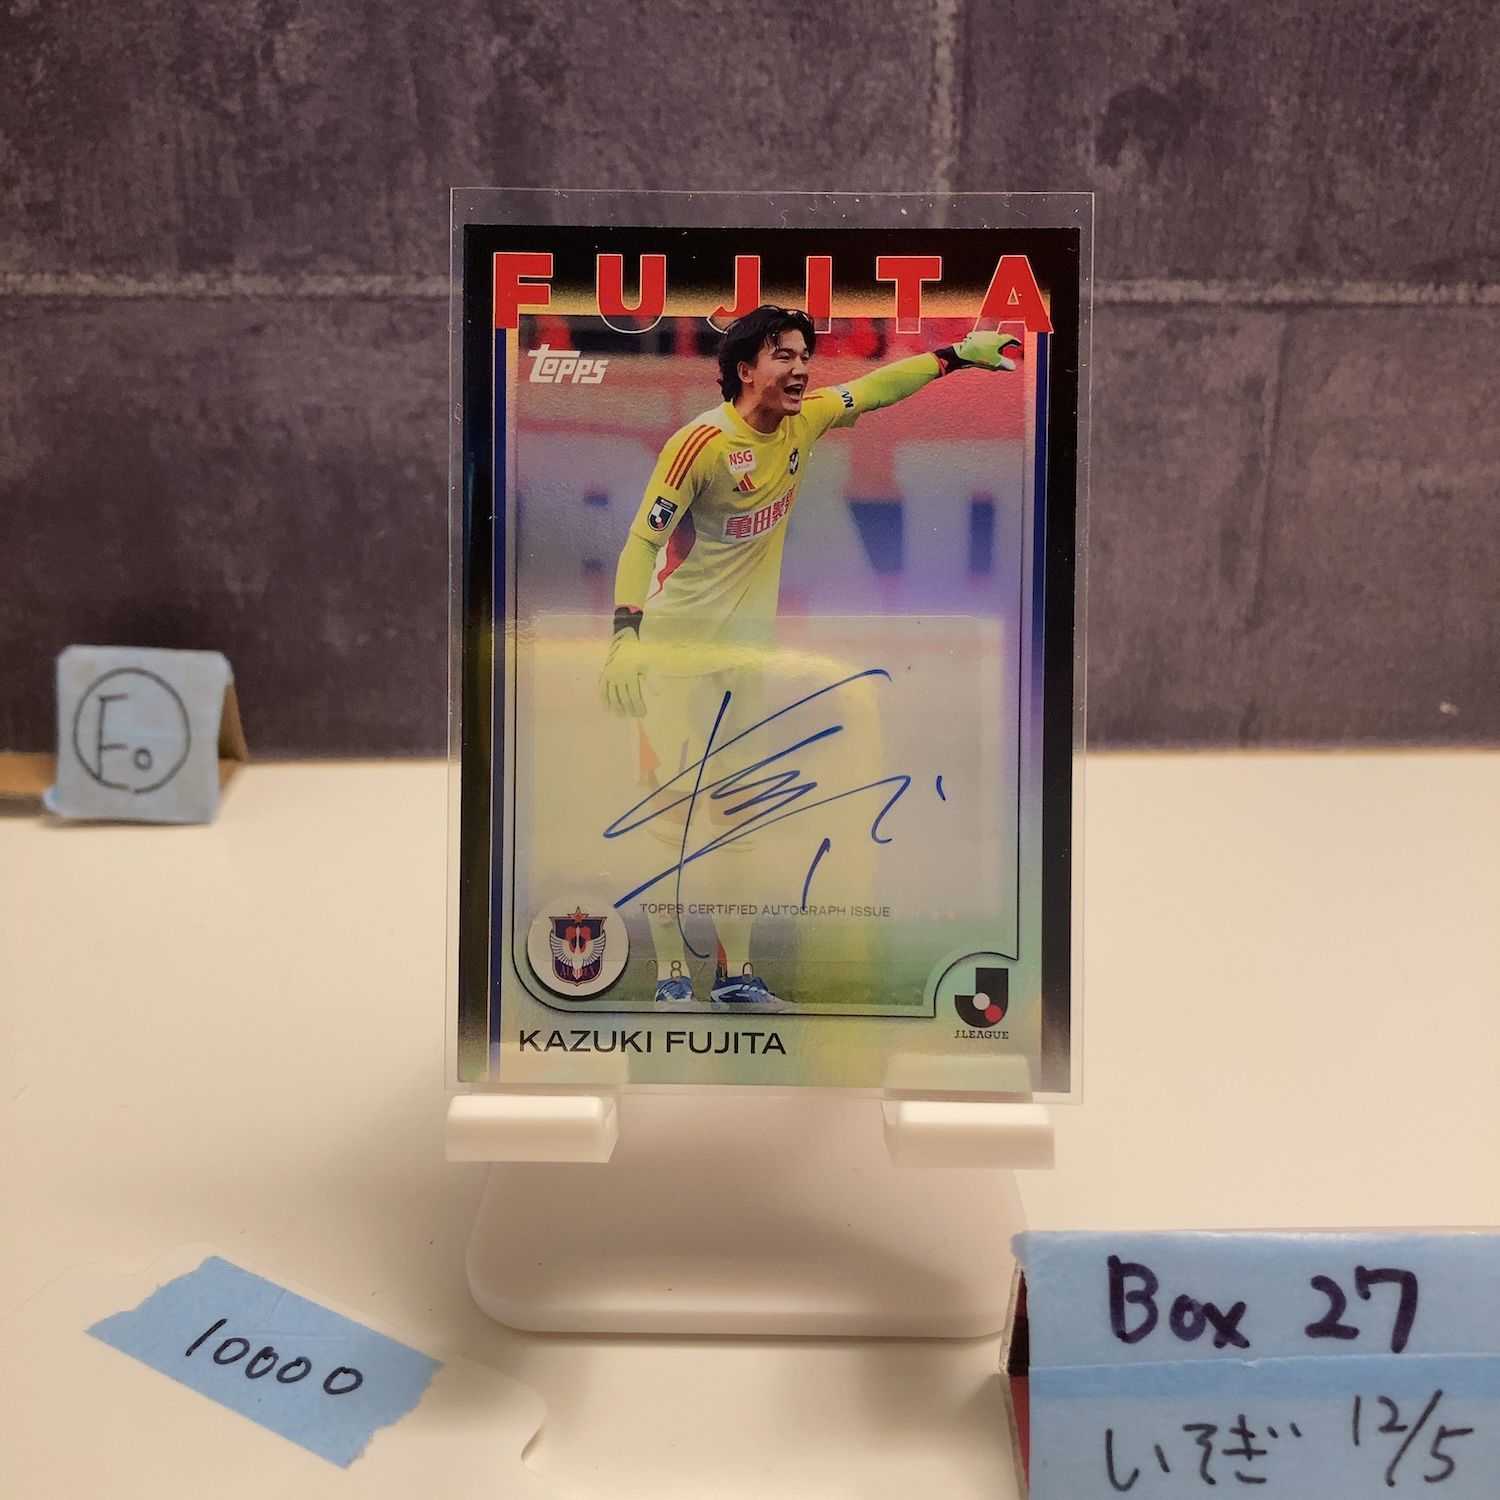 FUJITA
topps
NSG
亀田製菓
TOPPS CERTIFIED AUTOGRAPH ISSUE
KAZUKI FUJITA
J.LEAGUE
E。
10000
Box 27
いそぎ 12/5